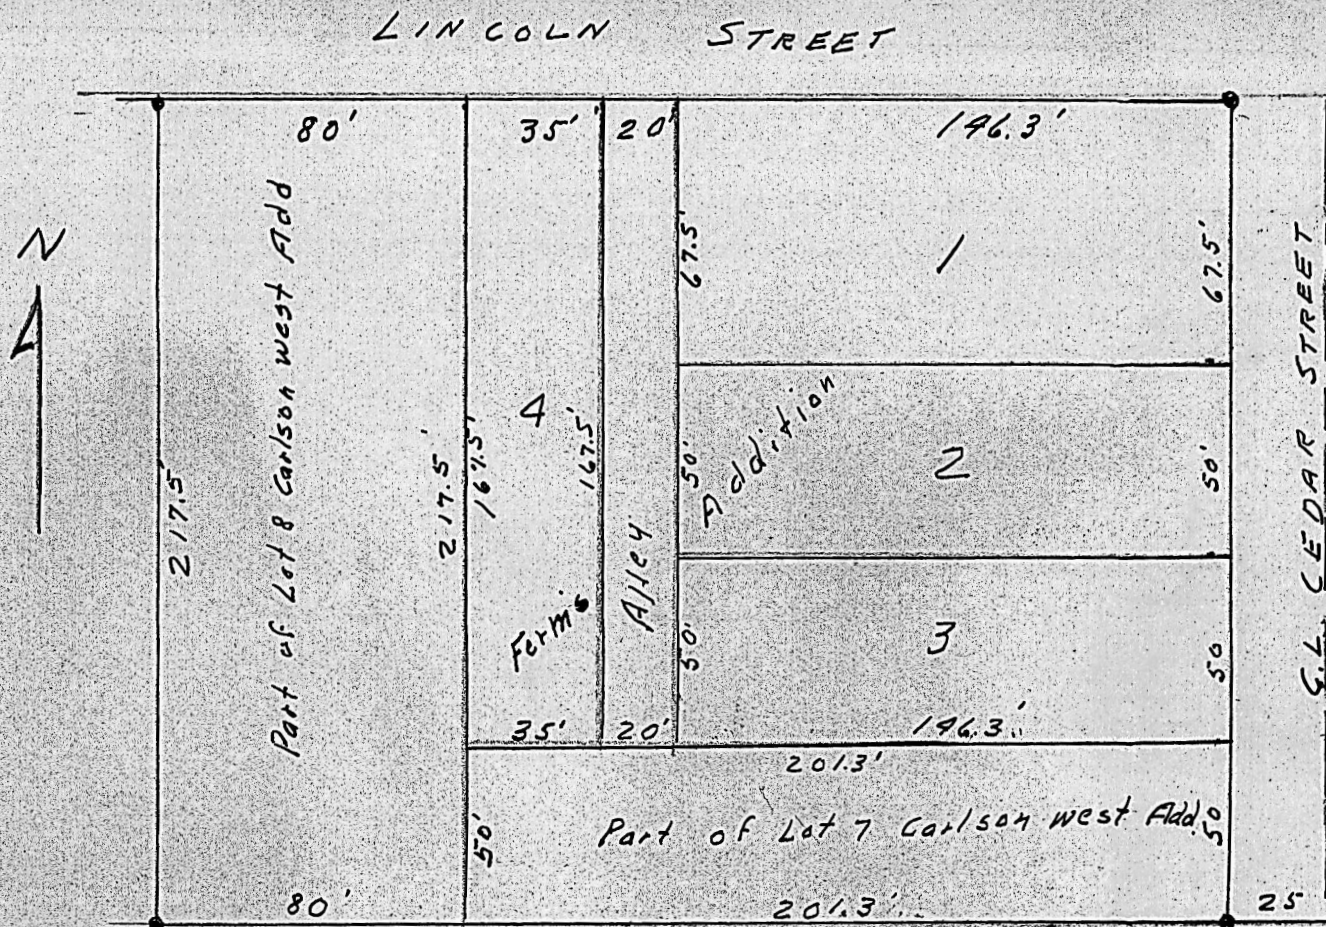 LINCOLN STREET
80' 35' 20' 146.3'
N
Part of Lot 8 Carlson west Add
217.5'
217.5'
167.5'
4
167.5'
Ferm's
Addition
Alley
67.5'
1
67.5'
50'
2
50'
50'
3
50
CEDAR STREET
35' 20' 146.3'
201.3'
50'
Part of Lot 7 Carlson west Add.
50
80' 201.3' 25